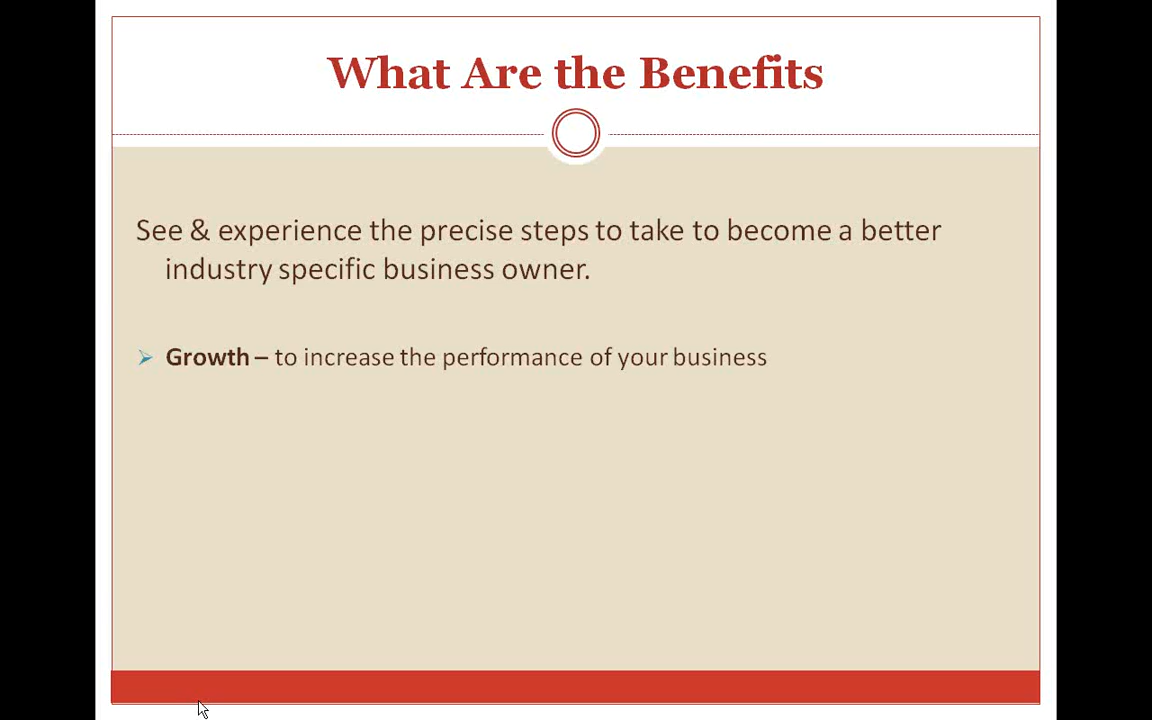 What Are the Benefits
See & experience the precise steps to take to become a better
industry specific business owner.
Growth – to increase the performance of your business